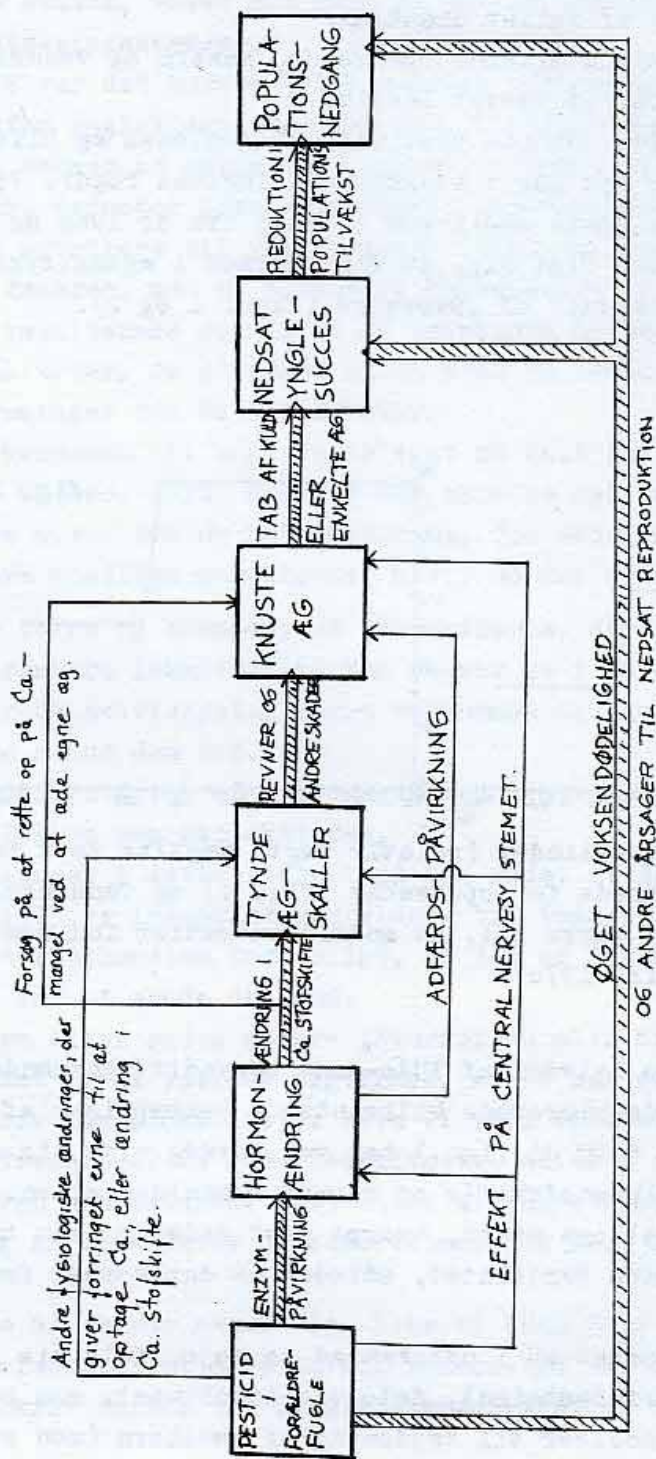 Andre fysiologiske ændringer, der
giver forringet evne til at
optage Ca, eller ændring i
Ca. stofskifte.
Forsøg på at rette op på Ca-
mangel ved at æde egne æg
PESTICID
I
FORÆLDRE-
FUGLE
ENZYM-
PÅVIRKNING
HORMON-
ÆNDRING
ÆNDRING
Ca. STOFSKIFTE
TYNDE
ÆG-
SKALLER
REVNER OG
ANDRE SKADER
KNUSTE
ÆG
TAB AF KULD
ELLER
ENKELTE ÆG
NEDSAT
YNGLE-
SUCCES
REDUKTION I
POPULATIONS
TILVÆKST
POPULA-
TIONS-
NEDGANG
ADFÆRDS-PÅVIRKNING
EFFEKT PÅ CENTRAL NERVESYSTEMET.
ØGET VOKSENDØDELIGHED
OG ANDRE ÅRSAGER TIL NEDSAT REPRODUKTION